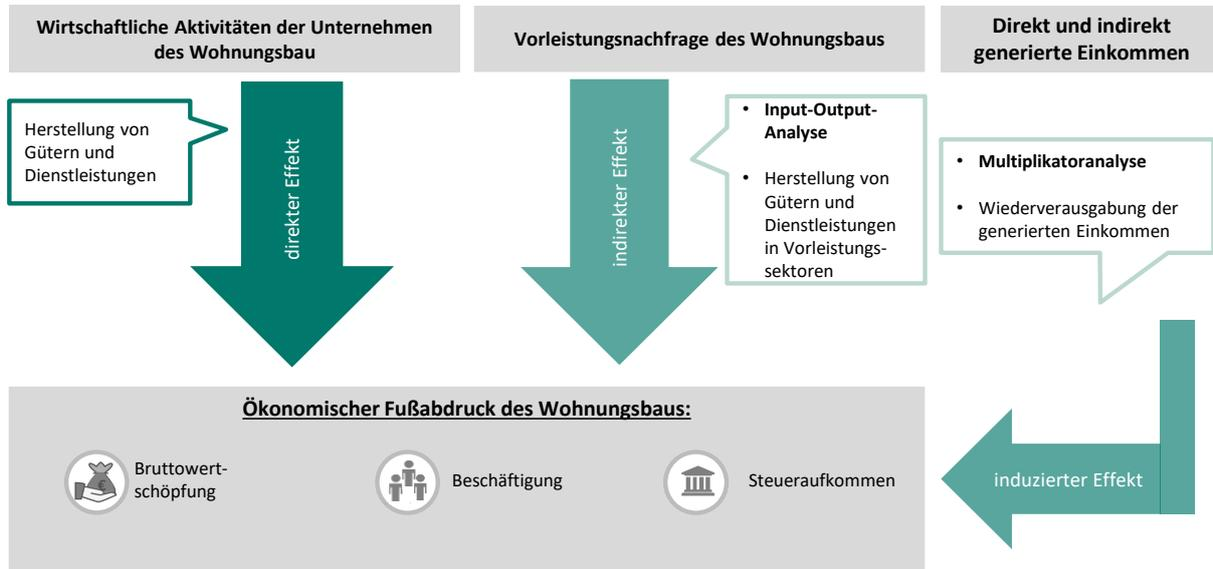 Wirtschaftliche Aktivitäten der Unternehmen
des Wohnungsbau
Vorleistungsnachfrage des Wohnungsbaus
Direkt und indirekt
generierte Einkommen
Herstellung von
Gütern und
Dienstleistungen
direkter Effekt
indirekter Effekt
• Input-Output-
Analyse
• Herstellung von
Gütern und
Dienstleistungen
in Vorleistungs-
sektoren
• Multiplikatoranalyse
• Wiederverausgabung der
generierten Einkommen
Ökonomischer Fußabdruck des Wohnungsbaus:
€
Bruttowert-
schöpfung
Beschäftigung
Steueraufkommen
induzierter Effekt